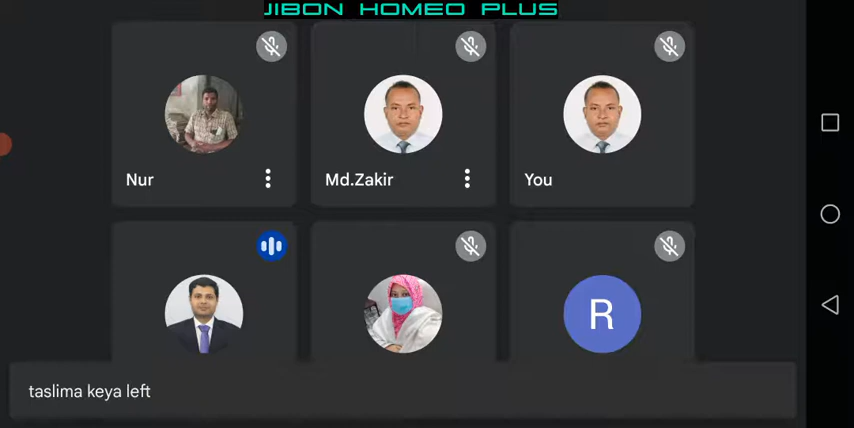 JIBON HOMEO PLUS
Nur
Md.Zakir
You
R
taslima keya left